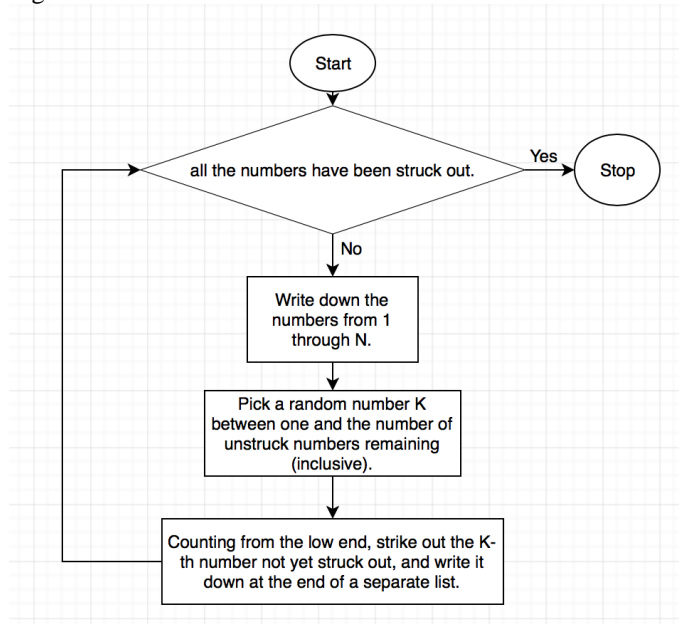 Start
all the numbers have been struck out.
Yes
Stop
No
Write down the
numbers from 1
through N.
Pick a random number K
between one and the number of
unstruck numbers remaining
(inclusive).
Counting from the low end, strike out the K-
th number not yet struck out, and write it
down at the end of a separate list.